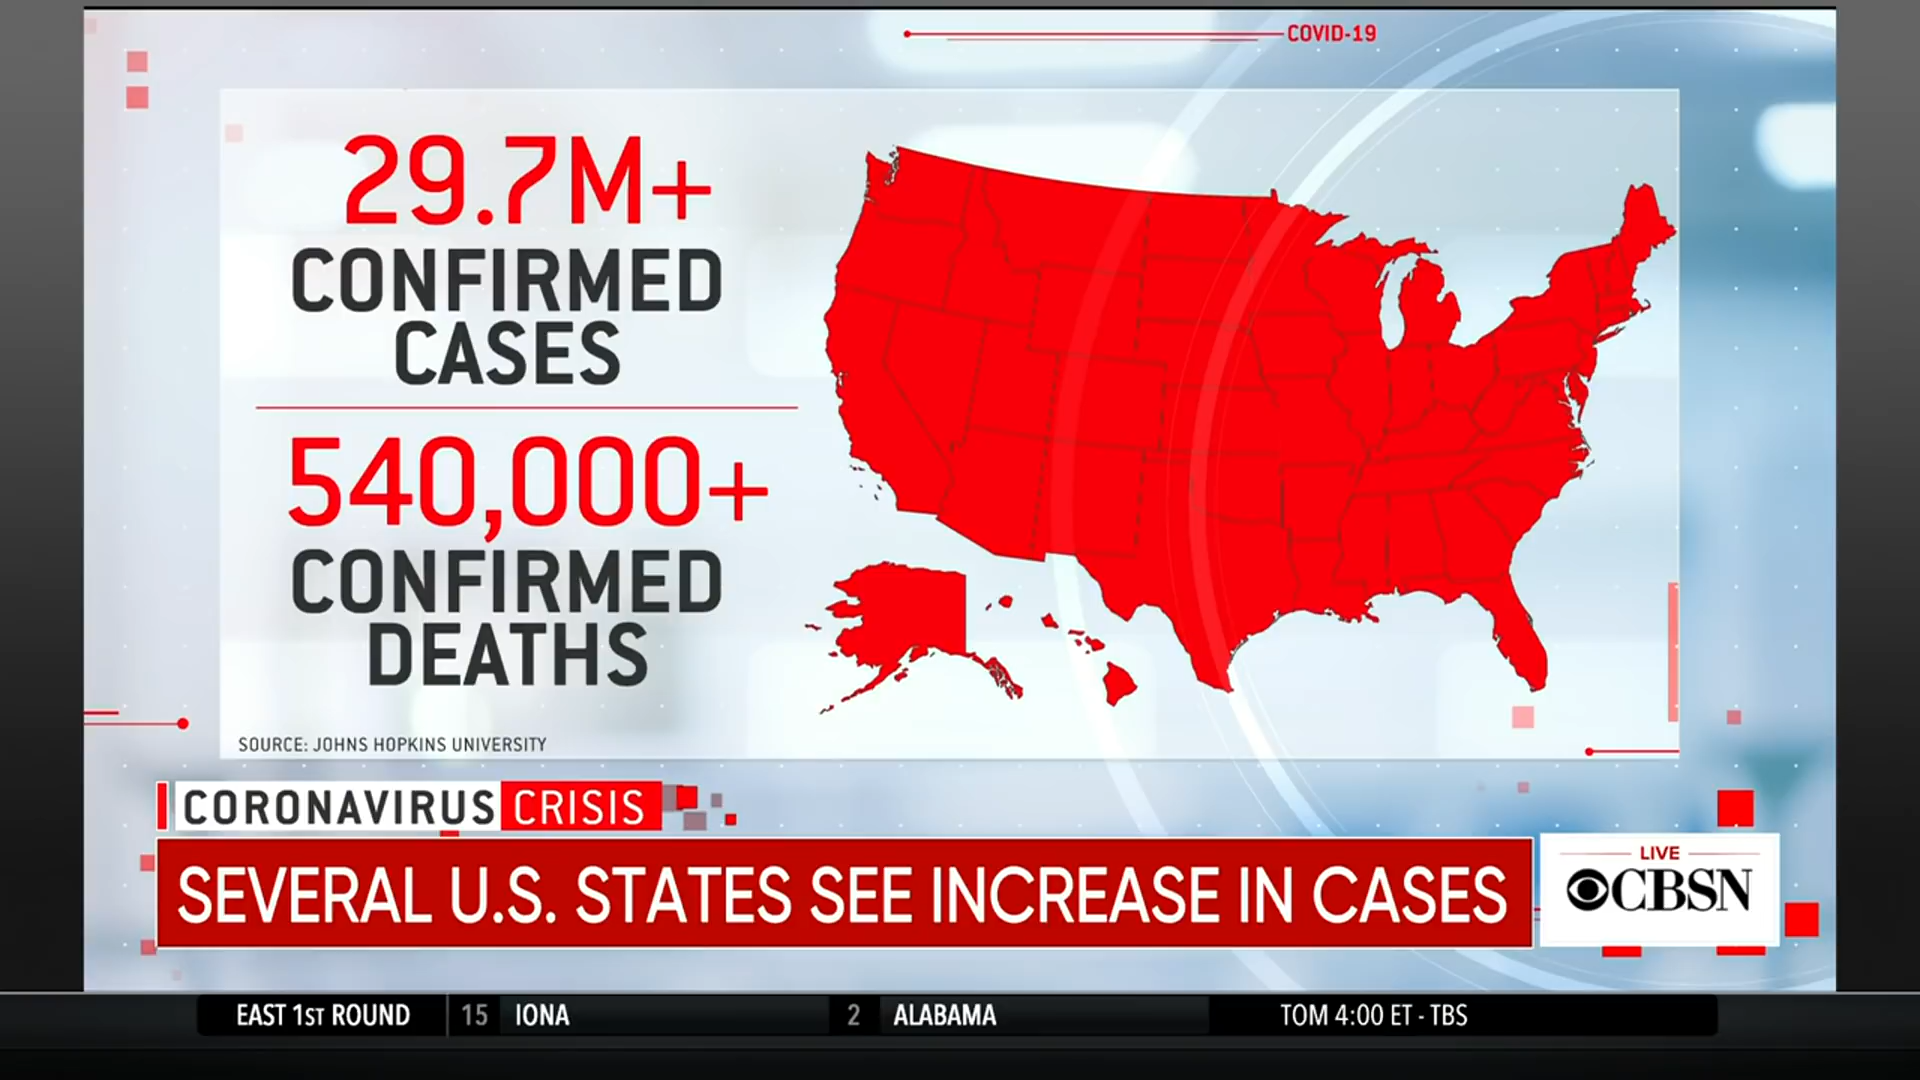 COVID-19
29.7M+
CONFIRMED
CASES
540,000+
CONFIRMED
DEATHS
SOURCE: JOHNS HOPKINS UNIVERSITY
CORONAVIRUS CRISIS
SEVERAL U.S. STATES SEE INCREASE IN CASES
LIVE
CBSN
EAST 1ST ROUND 15 IONA 2 ALABAMA TOM 4:00 ET - TBS